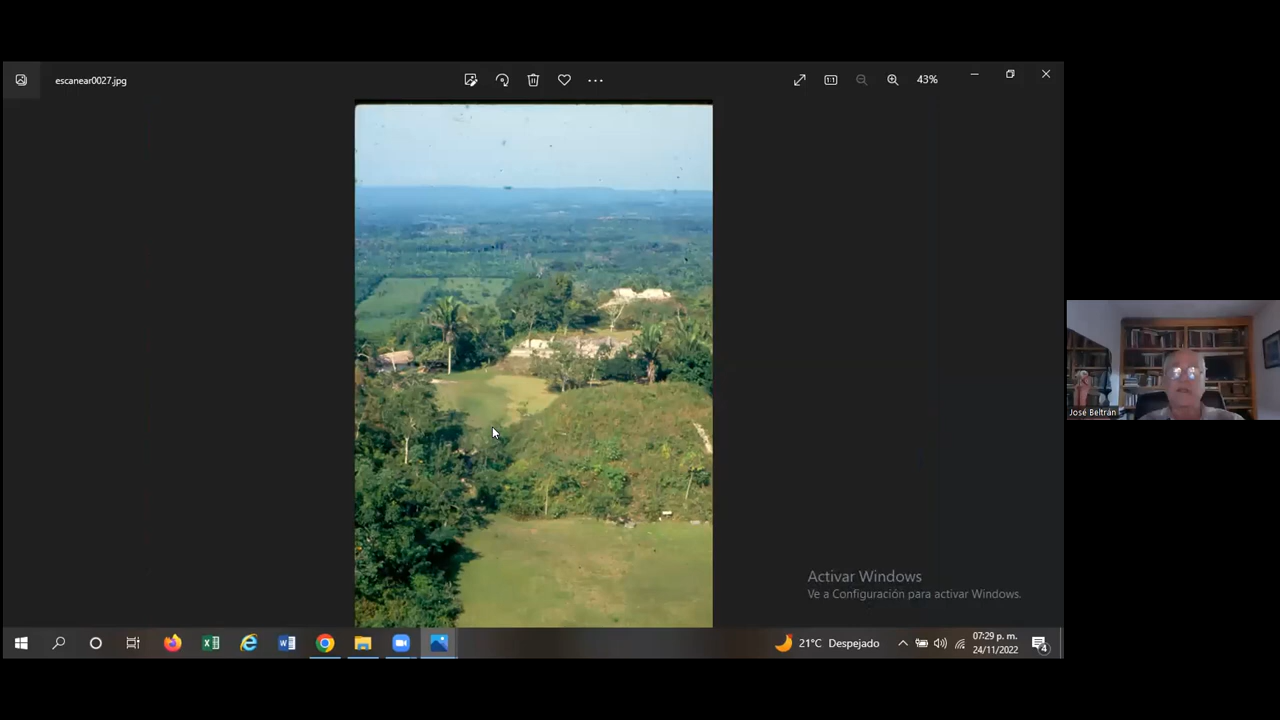 escanear0027.jpg
43%
José Beltrán
Activar Windows
Ve a Configuración para activar Windows.
21°C Despejado
07:29 p. m.
24/11/2022
4